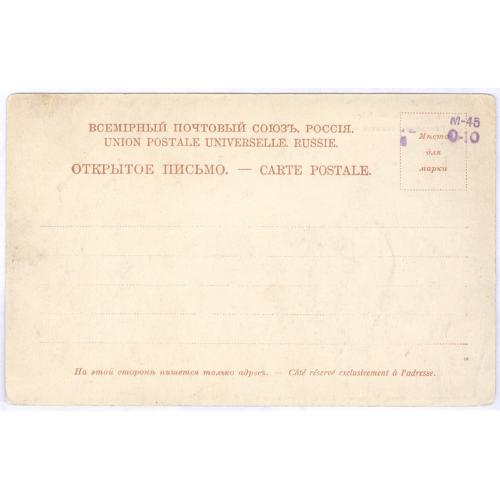 ВСЕМІРНЫЙ ПОЧТОВЫЙ СОЮЗЪ. РОССІЯ.
UNION POSTALE UNIVERSELLE. RUSSIE.
ОТКРЫТОЕ ПИСЬМО. — CARTE POSTALE.
М-45
0-10
Мѣсто
для
марки
На этой сторонѣ пишется только адресъ. — Côté réservé exclusivement à l'adresse.